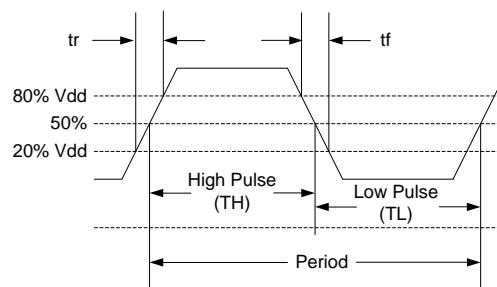 tr
tf
80% Vdd
50%
20% Vdd
High Pulse
(TH)
Low Pulse
(TL)
Period